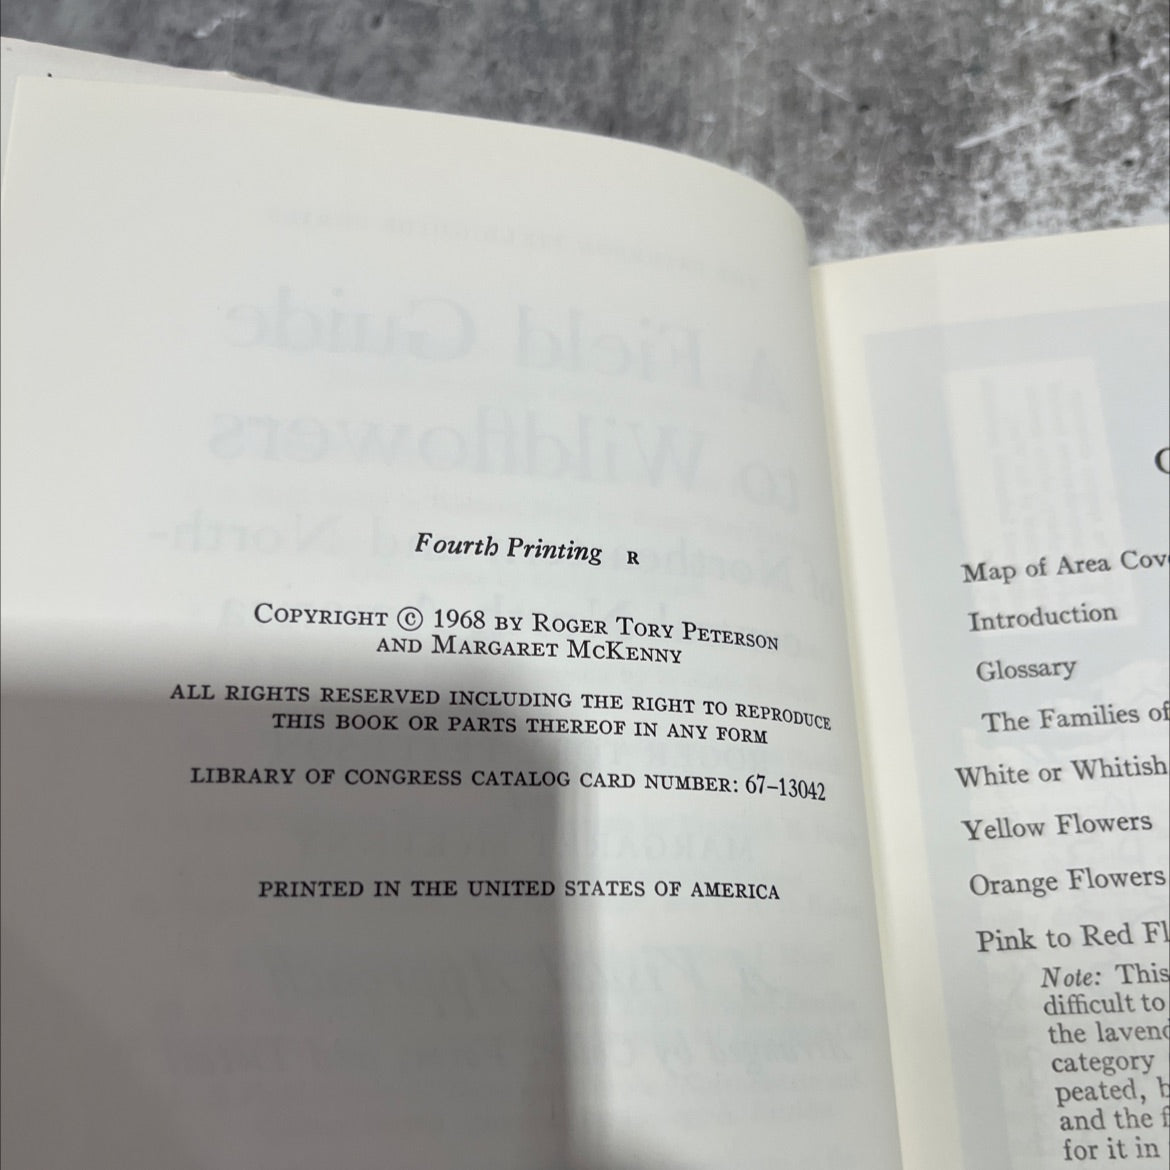 Fourth Printing R
COPYRIGHT © 1968 BY ROGER TORY PETERSON
AND MARGARET MCKENNY
ALL RIGHTS RESERVED INCLUDING THE RIGHT TO REPRODUCE
THIS BOOK OR PARTS THEREOF IN ANY FORM
LIBRARY OF CONGRESS CATALOG CARD NUMBER: 67–13042
PRINTED IN THE UNITED STATES OF AMERICA
Map of Area Cov
Introduction
Glossary
The Families of
White or Whitish
Yellow Flowers
Orange Flowers
Pink to Red Fl
Note: This
difficult to
the lavend
category
peated, b
and the f
for it in